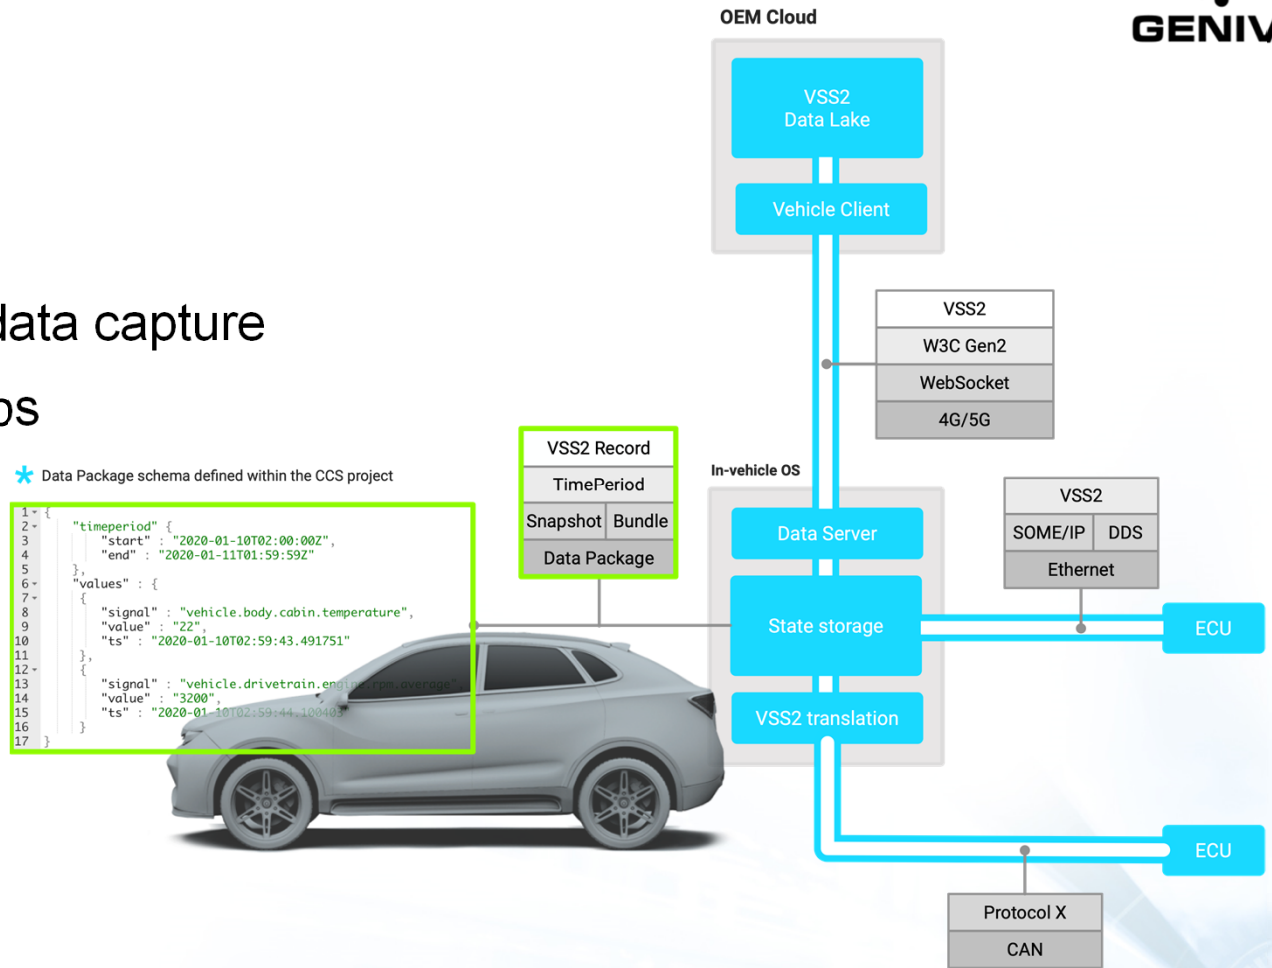 OEM Cloud
GENIV
VSS2
Data Lake
Vehicle Client
data capture
os
VSS2
W3C Gen2
WebSocket
4G/5G
VSS2 Record
TimePeriod
Snapshot Bundle
Data Package
* Data Package schema defined within the CCS project
1 {
2 "timeperiod" {
3 "start" : "2020-01-10T02:00:00Z",
4 "end" : "2020-01-11T01:59:59Z"
5 },
6 "values" : {
7 {
8 "signal" : "vehicle.body.cabin.temperature",
9 "value" : "22",
10 "ts" : "2020-01-10T02:59:43.491751"
11 },
12 {
13 "signal" : "vehicle.drivetrain.engine.rpm.average",
14 "value" : "3200",
15 "ts" : "2020-01-10T02:59:44.100403"
16 }
17 }
In-vehicle OS
Data Server
State storage
VSS2 translation
VSS2
SOME/IP DDS
Ethernet
ECU
ECU
Protocol X
CAN